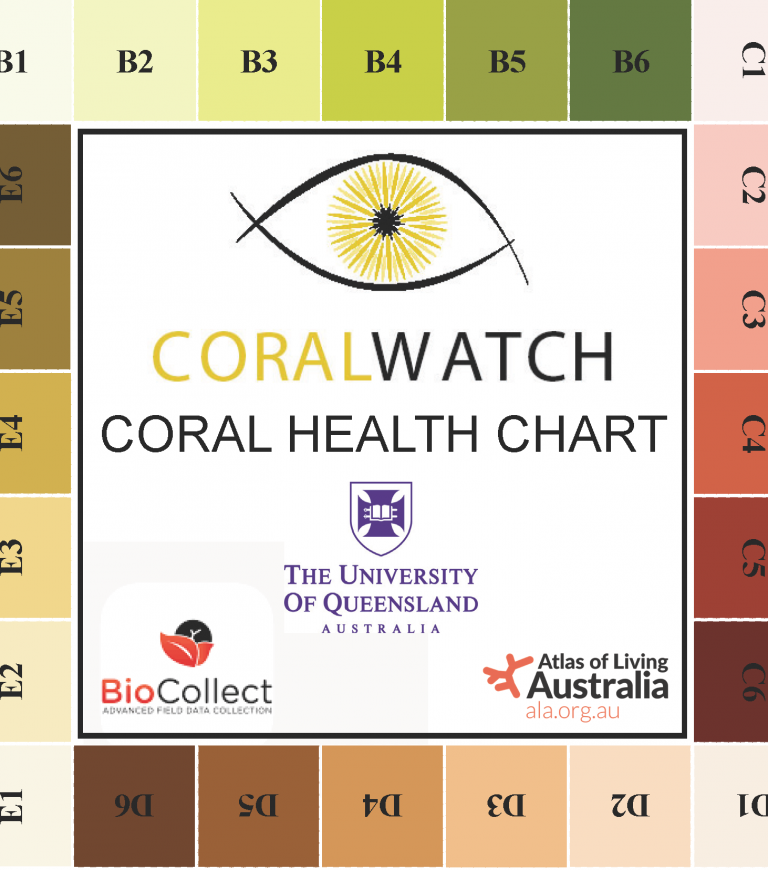 B1 B2 B3 B4 B5 B6 C1
E6
C2
E5
C3
E4
C4
E3
C5
E2
C6
E1
D6 D5 D4 D3 D2 D1
CORALWATCH
CORAL HEALTH CHART
THE UNIVERSITY
OF QUEENSLAND
AUSTRALIA
BioCollect
ADVANCED FIELD DATA COLLECTION
Atlas of Living
Australia
ala.org.au